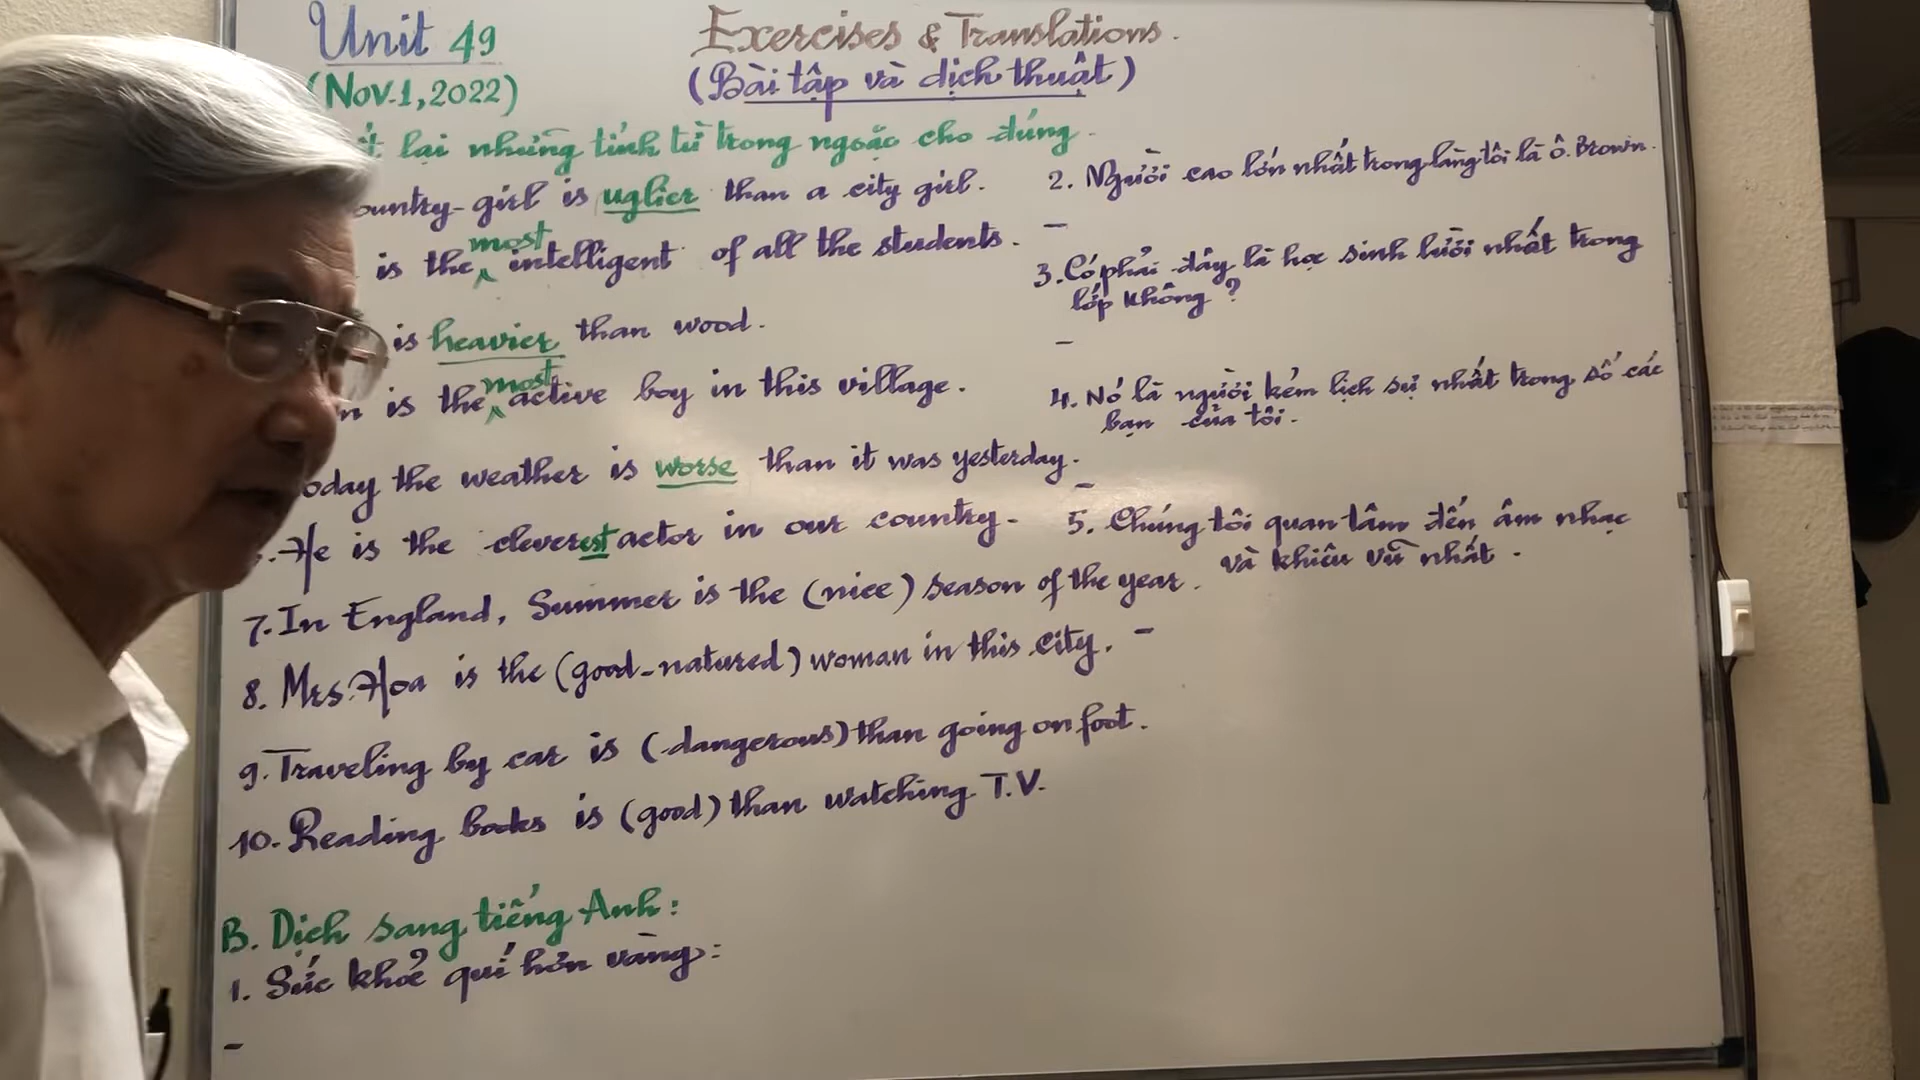 Unit 49
(Nov.1,2022)
Exercises & Translations.
(Bài tập và dịch thuật)
lại những tính từ trong ngoặc cho đúng
country-girl is uglier than a city girl.
is the most intelligent of all the students.
is heavier than wood.
is the most active boy in this village.
today the weather is worse than it was yesterday.
He is the cleverest actor in our country.
7. In England, Summer is the (nice) season of the year.
8. Mrs. Hoa is the (good-natured) woman in this city.
9. Traveling by car is (dangerous) than going on foot.
10. Reading books is (good) than watching T.V.
B. Dịch sang tiếng Anh:
1. Sức khoẻ quí hơn vàng:
-
2. Người cao lớn nhất trong làng tôi là ô. Brown.
-
3. Có phải đây là học sinh lười nhất trong
lớp không?
-
4. Nó là người kém lịch sự nhất trong số các
bạn của tôi.
-
5. Chúng tôi quan tâm đến âm nhạc
và khiêu vũ nhất.
-